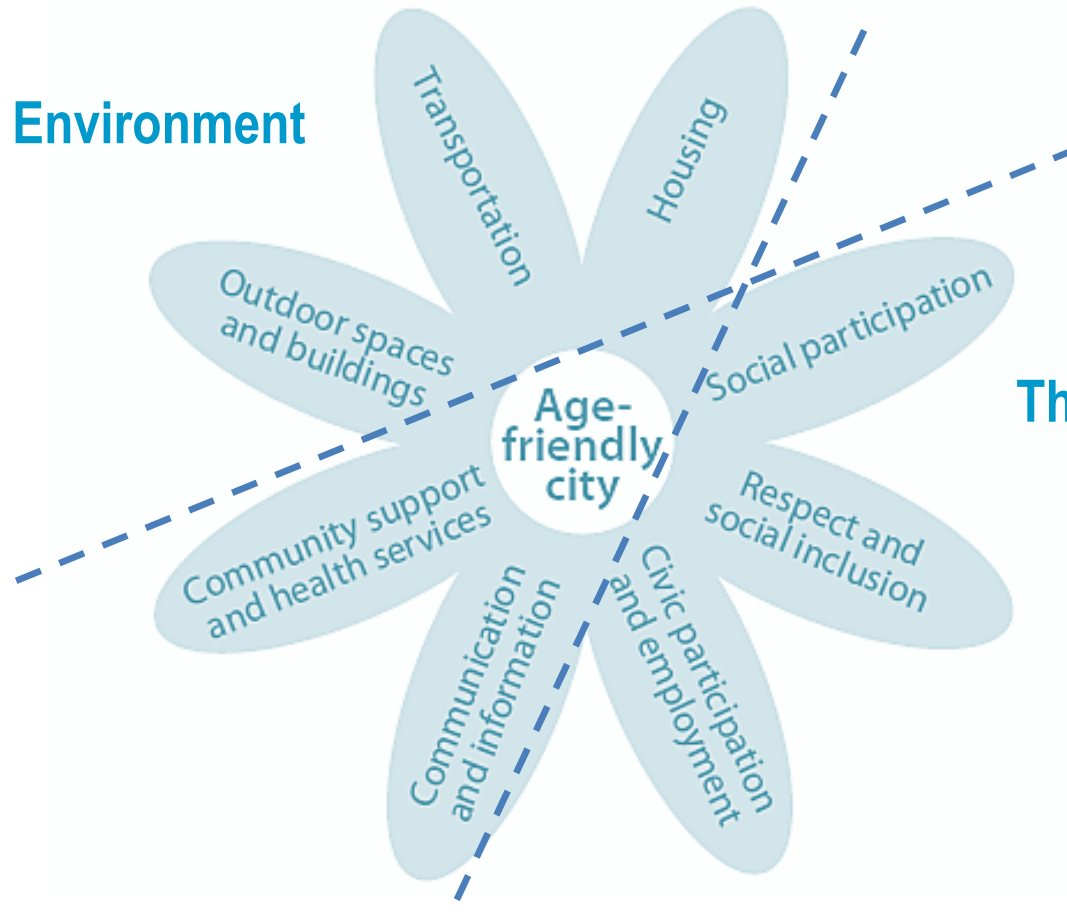 Environment
Transportation
Housing
Outdoor spaces
and buildings
Social participation
Th
Age-
friendly
city
Community support
and health services
Respect and
social inclusion
Communication
and information
Civic participation
and employment